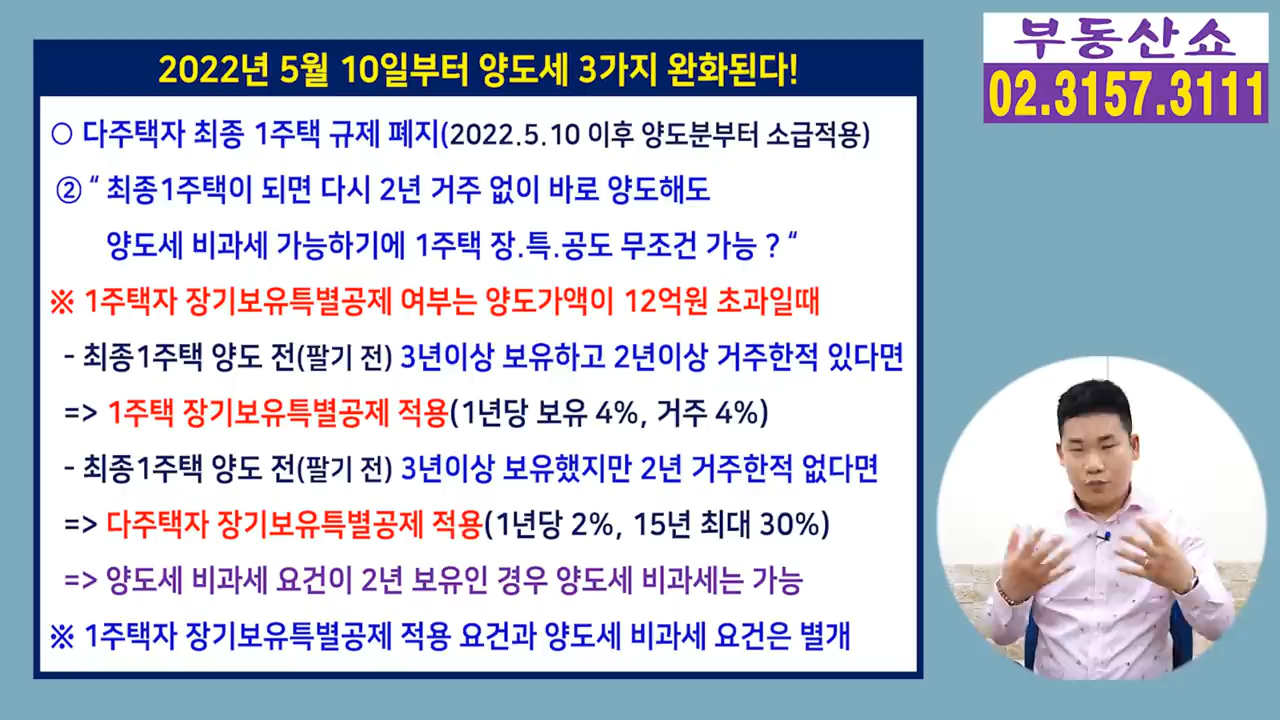 부동산쇼
02.3157.3111
2022년 5월 10일부터 양도세 3가지 완화된다!
○ 다주택자 최종 1주택 규제 폐지(2022.5.10 이후 양도분부터 소급적용)
② “ 최종1주택이 되면 다시 2년 거주 없이 바로 양도해도
양도세 비과세 가능하기에 1주택 장.특.공도 무조건 가능 ? “
※ 1주택자 장기보유특별공제 여부는 양도가액이 12억원 초과일때
- 최종1주택 양도 전(팔기 전) 3년이상 보유하고 2년이상 거주한적 있다면
=> 1주택 장기보유특별공제 적용(1년당 보유 4%, 거주 4%)
- 최종1주택 양도 전(팔기 전) 3년이상 보유했지만 2년 거주한적 없다면
=> 다주택자 장기보유특별공제 적용(1년당 2%, 15년 최대 30%)
=> 양도세 비과세 요건이 2년 보유인 경우 양도세 비과세는 가능
※ 1주택자 장기보유특별공제 적용 요건과 양도세 비과세 요건은 별개